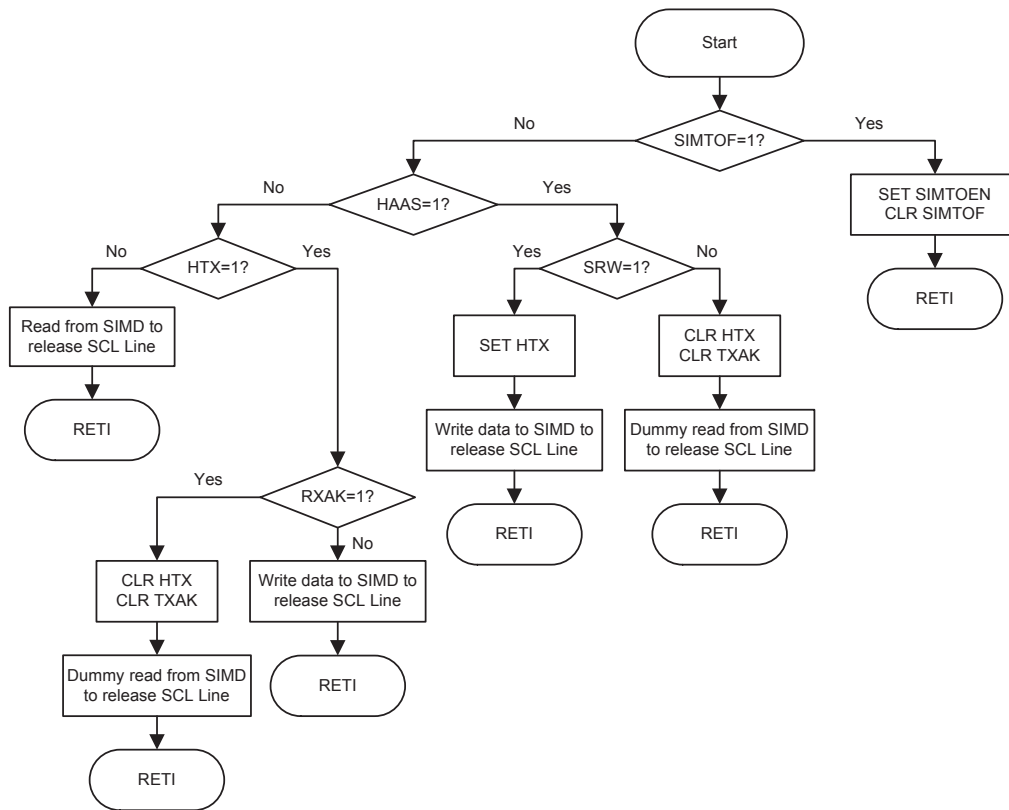 Start
No
SIMTOF=1?
Yes
No
HAAS=1?
Yes
SET SIMTOEN
CLR SIMTOF
No
HTX=1?
Yes
Yes
SRW=1?
No
RETI
Read from SIMD to
release SCL Line
SET HTX
CLR HTX
CLR TXAK
RETI
Write data to SIMD to
release SCL Line
Dummy read from SIMD
to release SCL Line
Yes
RXAK=1?
RETI
RETI
No
CLR HTX
CLR TXAK
Write data to SIMD to
release SCL Line
Dummy read from SIMD
to release SCL Line
RETI
RETI